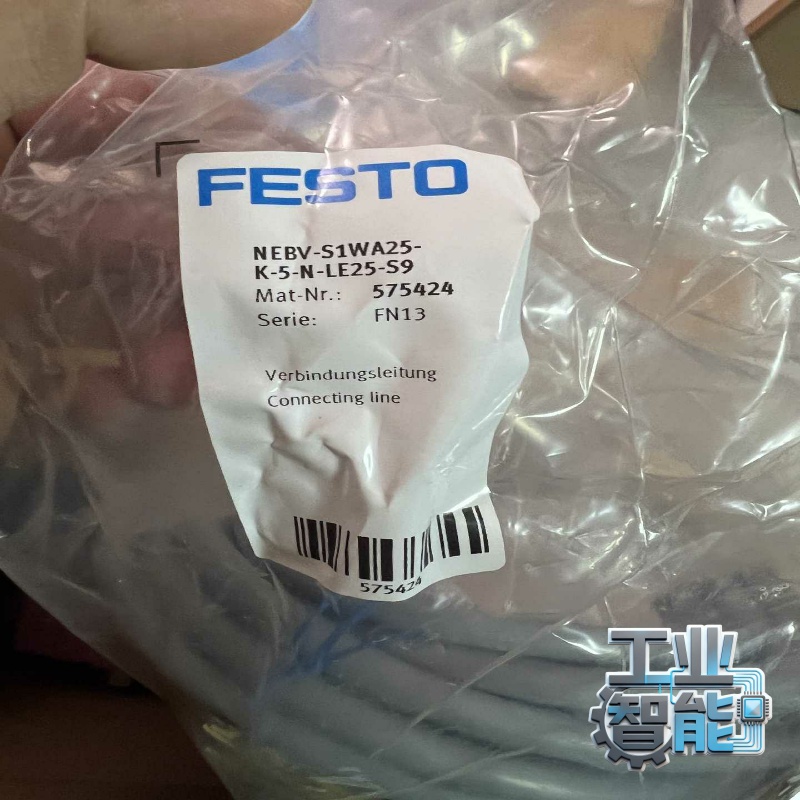 FESTO
NEBV-S1WA25-
K-5-N-LE25-S9
Mat-Nr.: 575424
Serie: FN13
Verbindungsleitung
Connecting line
575424
工业
智能